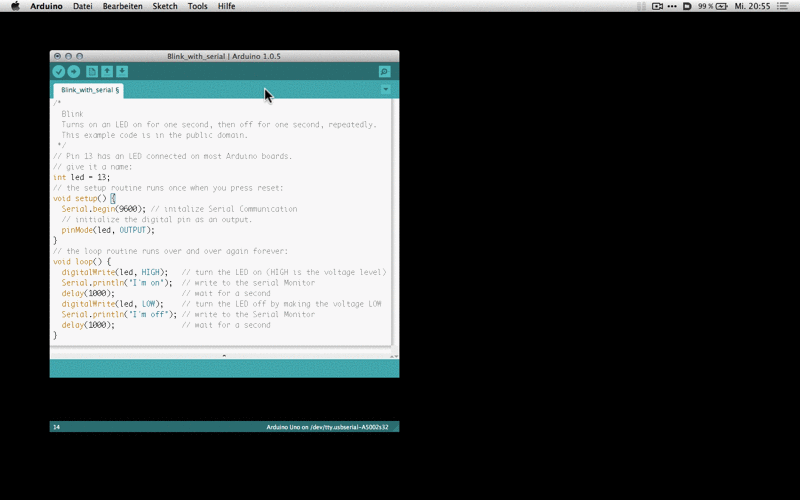 Arduino Datei Bearbeiten Sketch Tools Hilfe 99 % Mi. 20:55
Blink_with_serial | Arduino 1.0.5
Blink_with_serial §
/*
Blink
Turns on an LED on for one second, then off for one second, repeatedly.
This example code is in the public domain.
*/
// Pin 13 has an LED connected on most Arduino boards.
// give it a name:
int led = 13;
// the setup routine runs once when you press reset:
void setup() {
Serial.begin(9600); // initalize Serial Communication
// initialize the digital pin as an output.
pinMode(led, OUTPUT);
}
// the loop routine runs over and over again forever:
void loop() {
digitalWrite(led, HIGH); // turn the LED on (HIGH is the voltage level)
Serial.println("I'm on"); // write to the serial Monitor
delay(1000); // wait for a second
digitalWrite(led, LOW); // turn the LED off by making the voltage LOW
Serial.println("I'm off"); // write to the Serial Monitor
delay(1000); // wait for a second
}
14 Arduino Uno on /dev/tty.usbserial-A5002s32